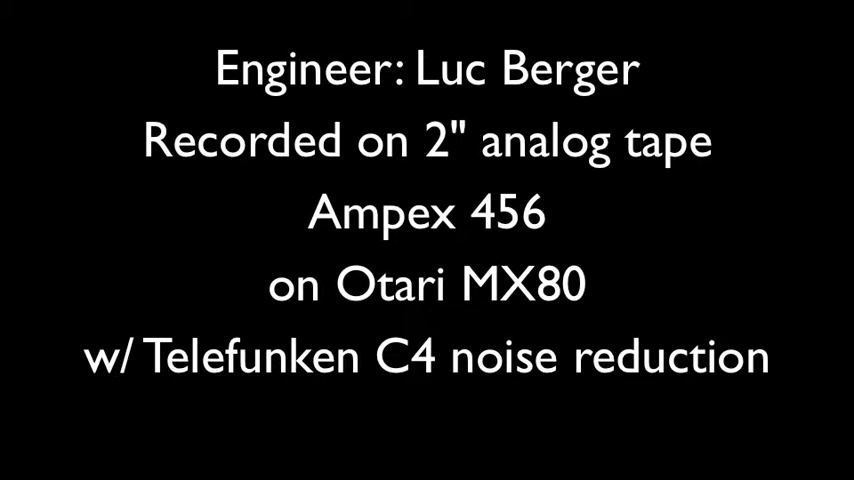 Engineer: Luc Berger
Recorded on 2" analog tape
Ampex 456
on Otari MX80
w/ Telefunken C4 noise reduction